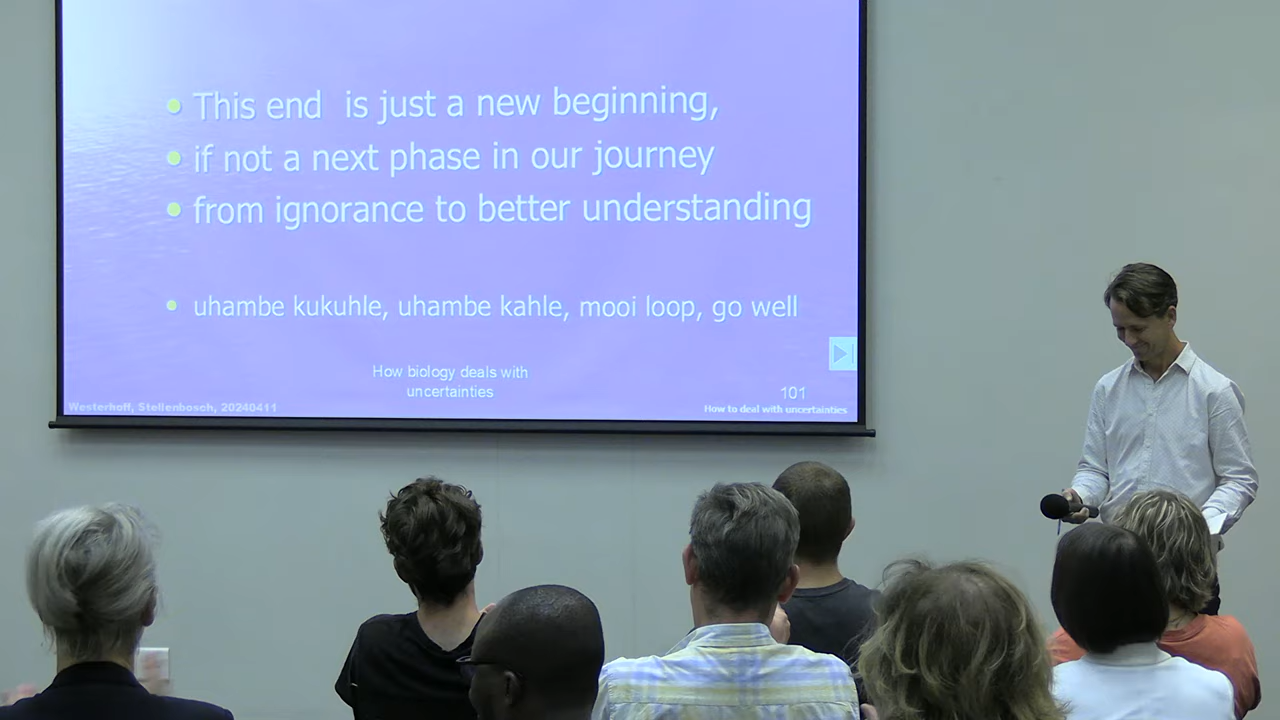 This end is just a new beginning,
if not a next phase in our journey
from ignorance to better understanding
uhambe kukuhle, uhambe kahle, mooi loop, go well
How biology deals with
uncertainties
101
Westerhoff, Stellenbosch, 20240411
How to deal with uncertainties